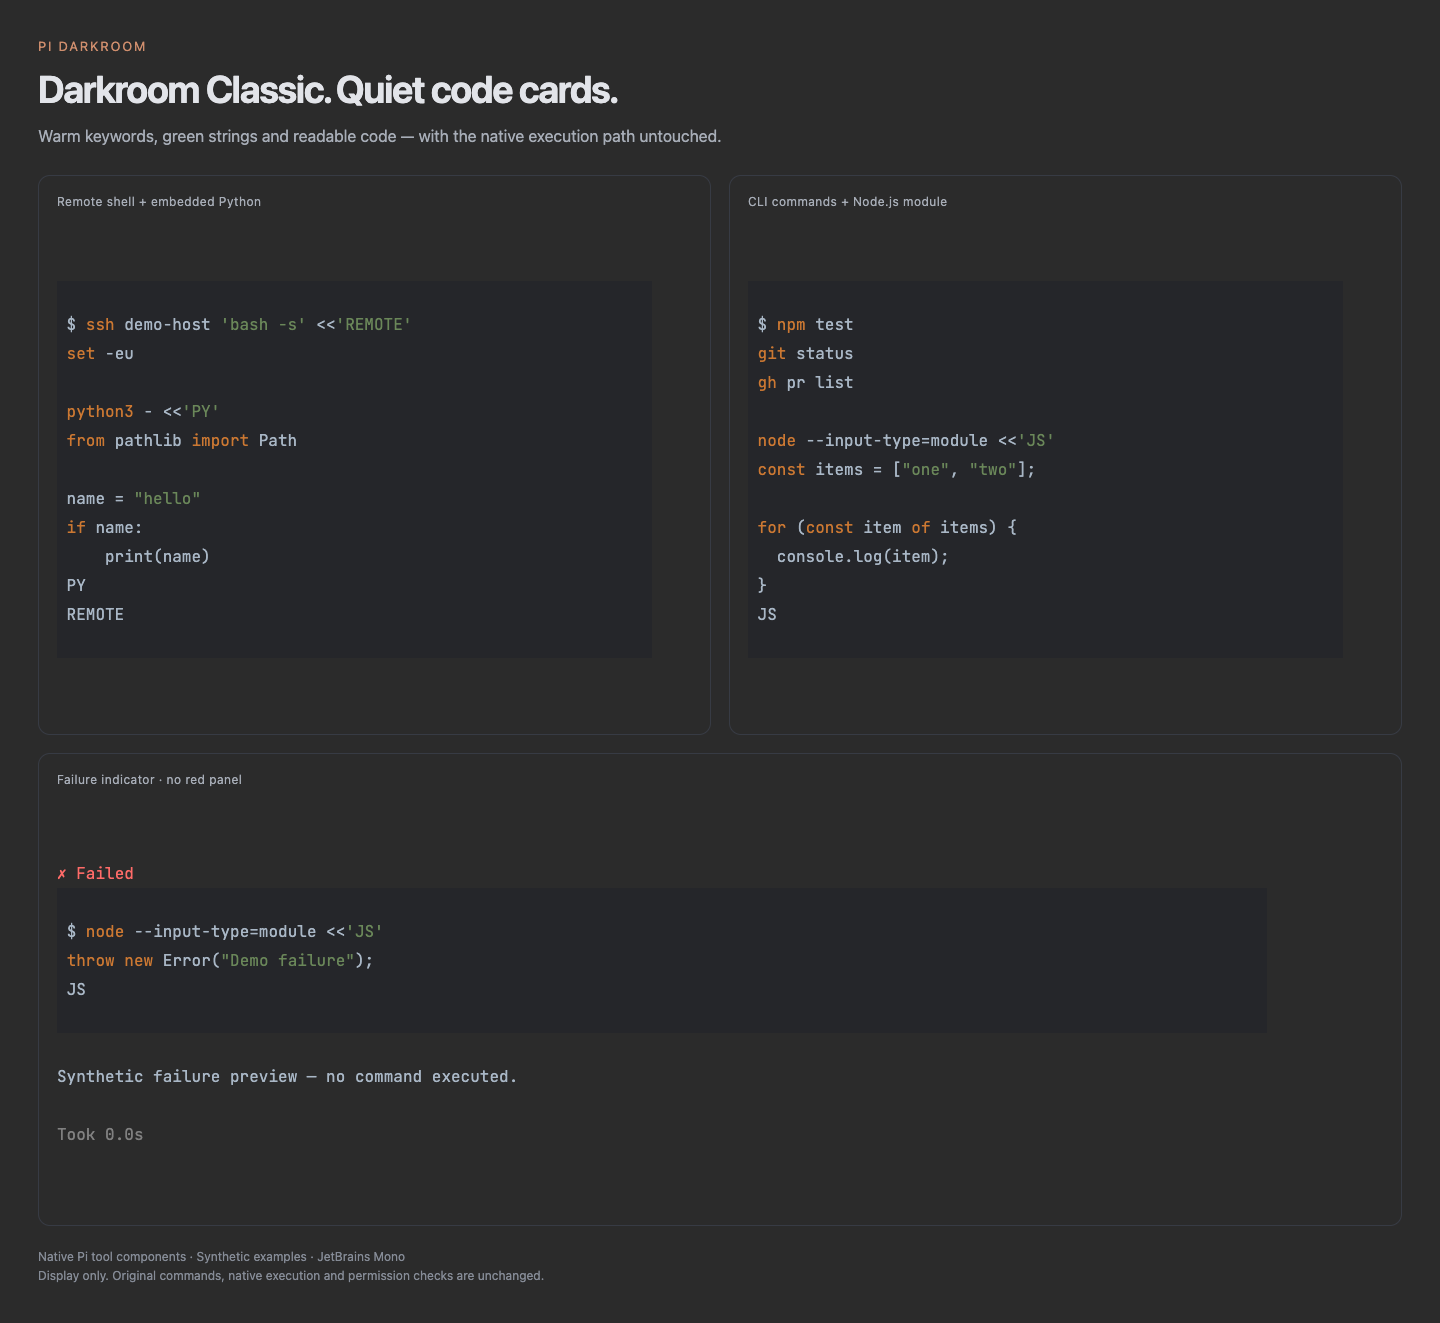 PI DARKROOM
Darkroom Classic. Quiet code cards.
Warm keywords, green strings and readable code — with the native execution path untouched.
Remote shell + embedded Python
$ ssh demo-host 'bash -s' <<'REMOTE'
set -eu
python3 - <<'PY'
from pathlib import Path
name = "hello"
if name:
    print(name)
PY
REMOTE
CLI commands + Node.js module
$ npm test
git status
gh pr list
node --input-type=module <<'JS'
const items = ["one", "two"];
for (const item of items) {
  console.log(item);
}
JS
Failure indicator · no red panel
✗ Failed
$ node --input-type=module <<'JS'
throw new Error("Demo failure");
JS
Synthetic failure preview — no command executed.
Took 0.0s
Native Pi tool components · Synthetic examples · JetBrains Mono
Display only. Original commands, native execution and permission checks are unchanged.